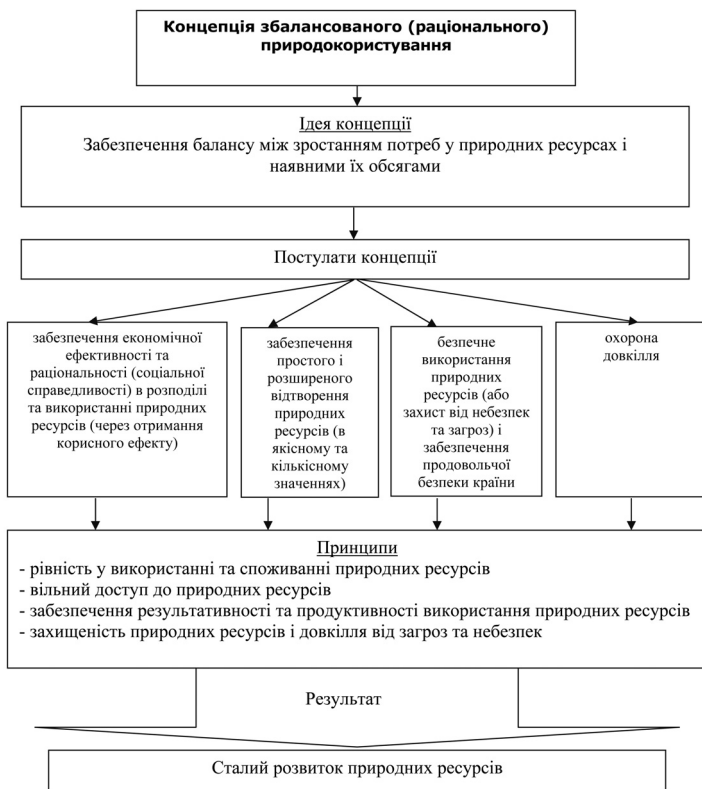 Концепція збалансованого (раціонального)
природокористування
Ідея концепції
Забезпечення балансу між зростанням потреб у природних ресурсах і
наявними їх обсягами
Постулати концепції
забезпечення економічної
ефективності та
раціональності (соціальної
справедливості) в розподілі
та використанні природних
ресурсів (через отримання
корисного ефекту)
забезпечення
простого і
розширеного
відтворення
природних
ресурсів (в
якісному та
кількісному
значеннях)
безпечне
використання
природних
ресурсів (або
захист від небезпек
та загроз) і
забезпечення
продовольчої
безпеки країни
охорона
довкілля
Принципи
- рівність у використанні та споживанні природних ресурсів
- вільний доступ до природних ресурсів
- забезпечення результативності та продуктивності використання природних ресурсів
- захищеність природних ресурсів і довкілля від загроз та небезпек
Результат
Сталий розвиток природних ресурсів